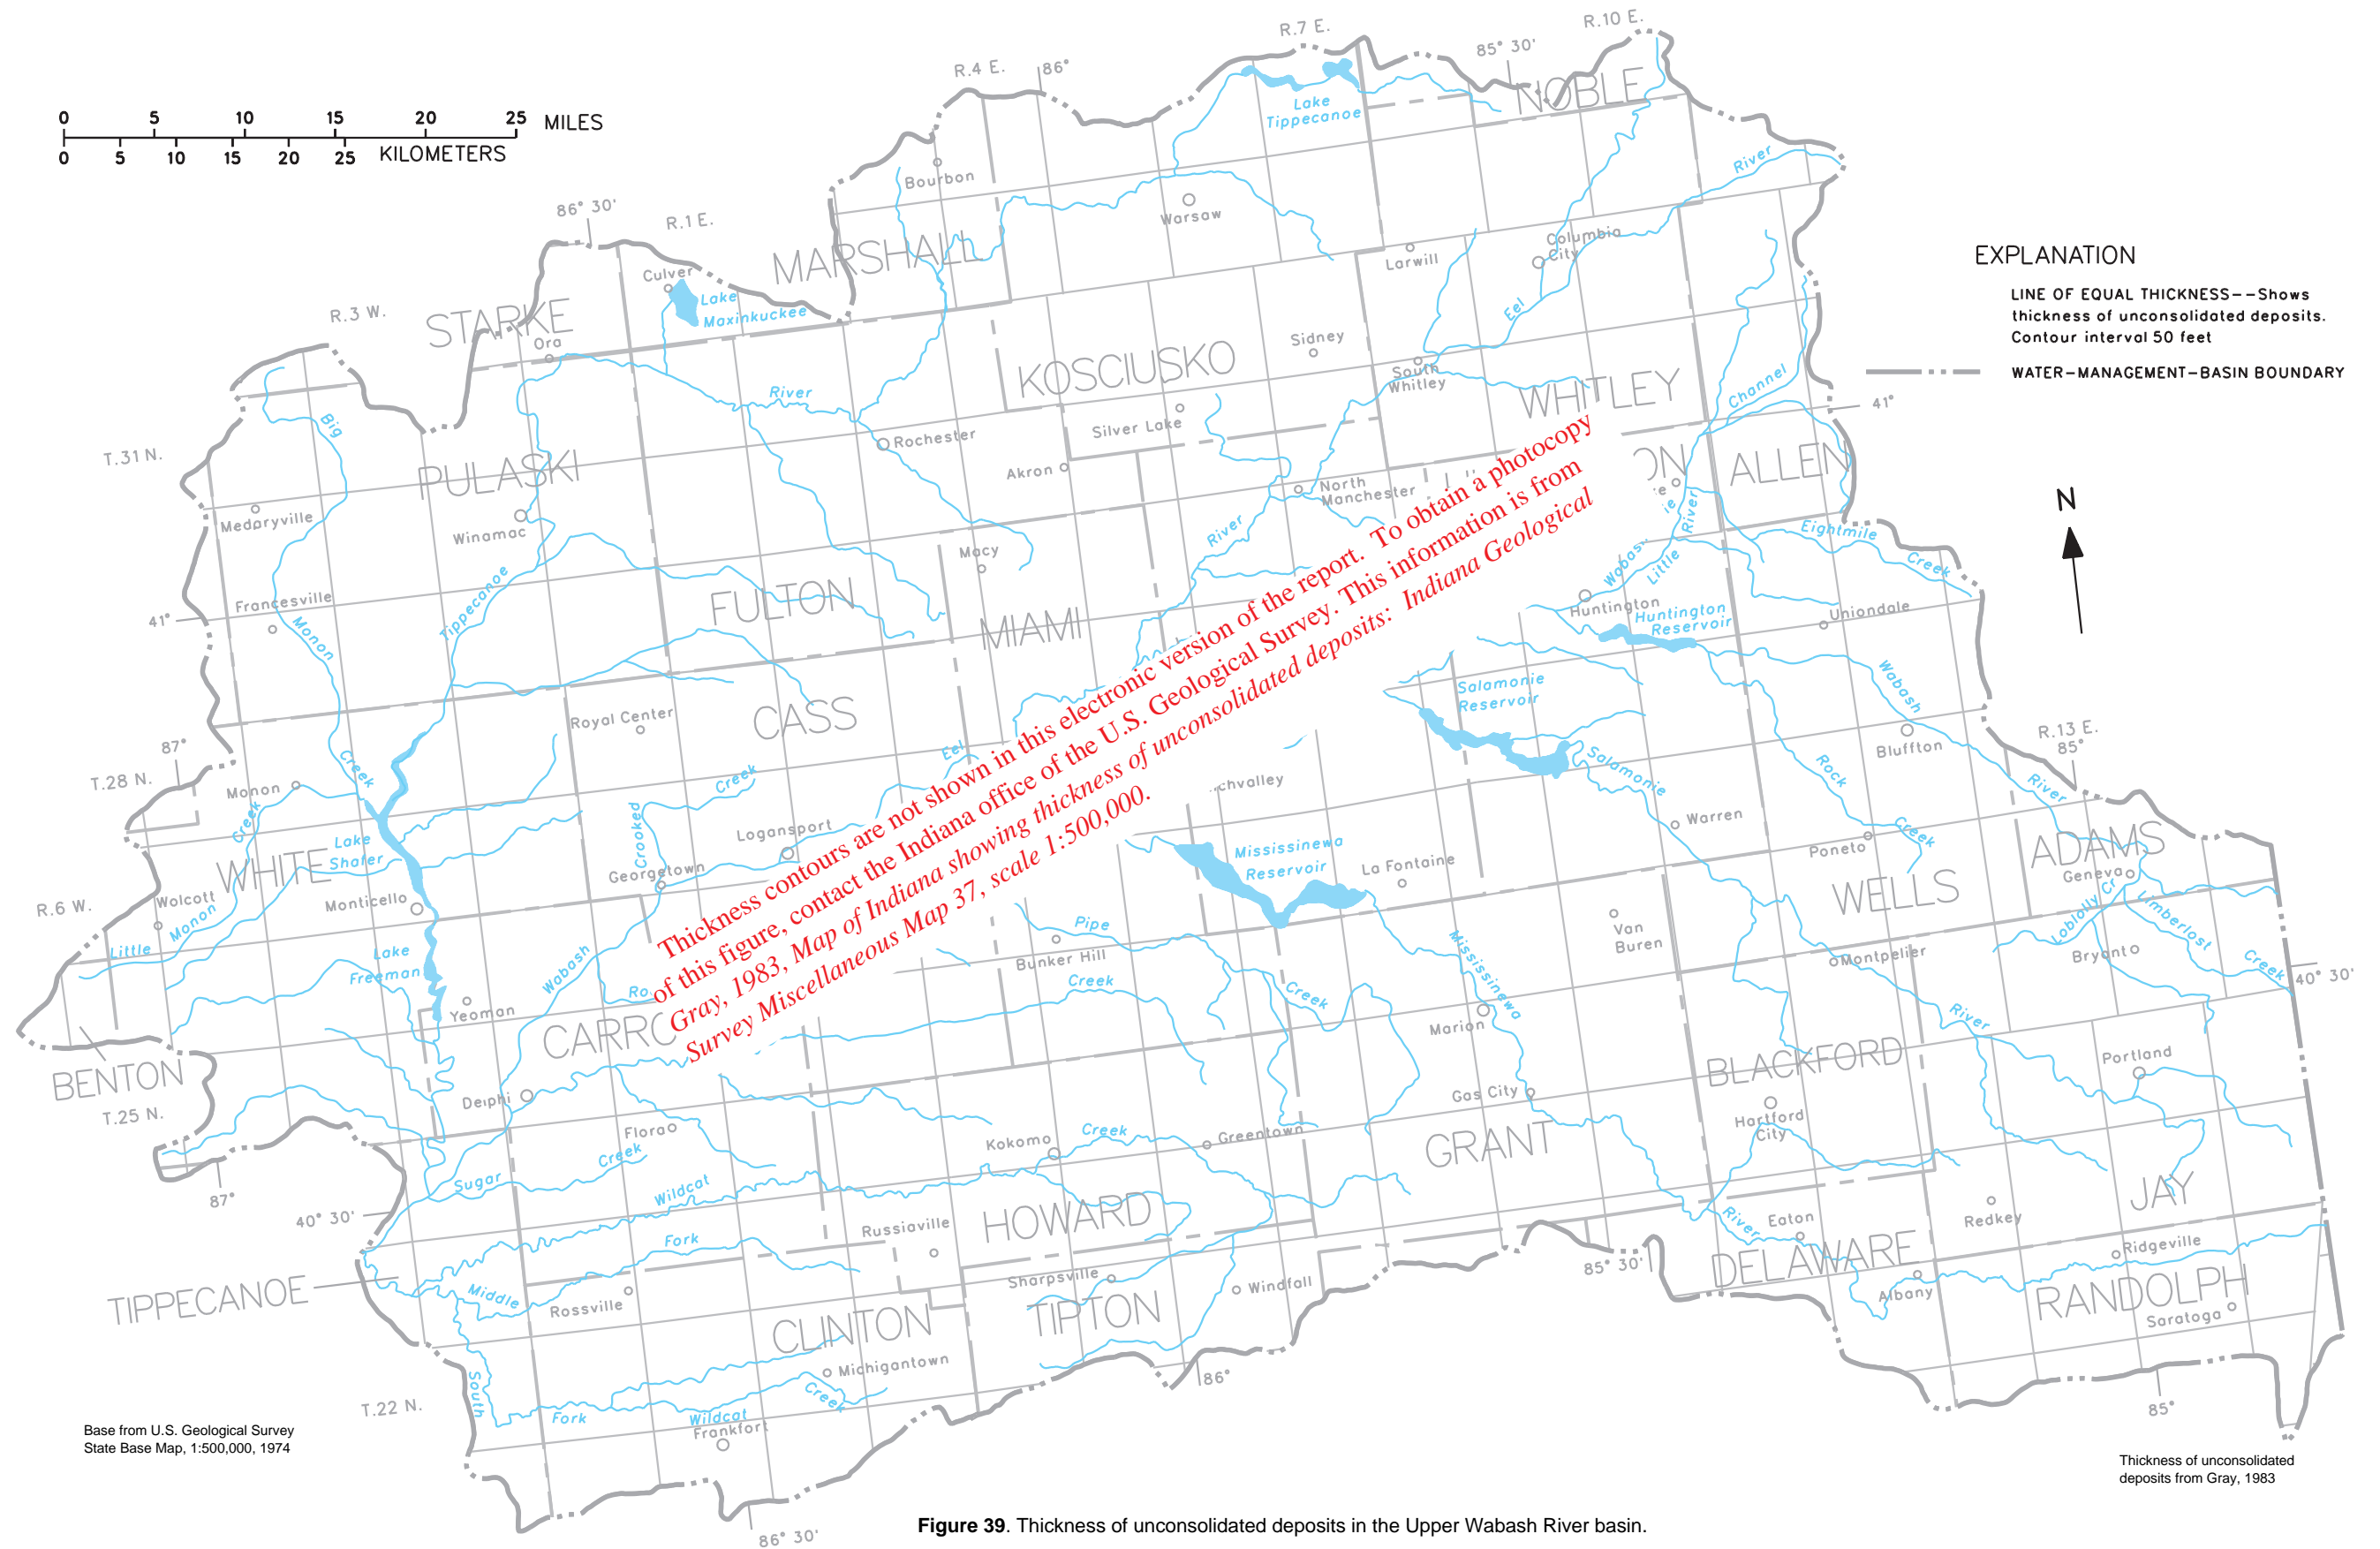 R.10 E.
R.7 E.
85° 30'
R.4 E.
86°
NOBLE
0 5 10 15 20 25 MILES
0 5 10 15 20 25 KILOMETERS
Lake
Tippecanoe
River
Bourbon
Warsaw
86° 30'
R.1 E.
MARSHALL
Columbia
City
Larwill
Culver
Lake
Maxinkuckee
EXPLANATION
LINE OF EQUAL THICKNESS--Shows
thickness of unconsolidated deposits.
Contour interval 50 feet
WATER-MANAGEMENT-BASIN BOUNDARY
R.3 W.
STARKE
Ora
Eel
Sidney
KOSCIUSKO
South
Whitley
WHITLEY
Channel
41°
River
Big
Rochester
Silver Lake
T.31 N.
PULASKI
Akron
North
Manchester
ALLEN
Medaryville
Winamac
River
River
Eightmile
Creek
N
Macy
Wabas
Little
Tippecanoe
Francesville
FULTON
MIAMI
Huntington
Huntington
Reservoir
Uniondale
41°
Monon
Salamonie
Reservoir
Wabash
Royal Center
CASS
Bluffton
R.13 E.
85°
87°
T.28 N.
Creek
Monon
Eel
Creek
Salamonie
Rock
River
chvalley
Creek
Crooked
Logansport
Warren
Creek
Lake
Shafer
WHITE
Mississinewa
Reservoir
La Fontaine
Poneto
ADAMS
Geneva
Georgetown
R.6 W.
Wolcott
Monticello
WELLS
Little
Monon
Loblolly
Cr
Limberlost
Creek
Lake
Freeman
Wabash
Pipe
Bunker Hill
Creek
Creek
Mississinewa
Van
Buren
Montpelier
Bryant
40° 30'
Ro
Yeoman
CARRO
Marion
River
BENTON
T.25 N.
BLACKFORD
Portland
Delphi
Gas City
Hartford
City
Flora
Creek
Kokomo
Creek
Greentown
GRANT
Sugar
Wildcat
87°
40° 30'
HOWARD
JAY
Russiaville
River
Eaton
Redkey
Fork
DELAWARE
Ridgeville
TIPPECANOE
Middle
Rossville
Sharpsville
Windfall
85° 30'
Albany
RANDOLPH
Saratoga
CLINTON
TIPTON
Michigantown
86°
T.22 N.
South
Fork
Wildcat
Creek
Frankfort
85°
86° 30'
Thickness contours are not shown in this electronic version of the report. To obtain a photocopy
of this figure, contact the Indiana office of the U.S. Geological Survey. This information is from
Gray, 1983, Map of Indiana showing thickness of unconsolidated deposits: Indiana Geological
Survey Miscellaneous Map 37, scale 1:500,000.
Base from U.S. Geological Survey
State Base Map, 1:500,000, 1974
Thickness of unconsolidated
deposits from Gray, 1983
Figure 39. Thickness of unconsolidated deposits in the Upper Wabash River basin.